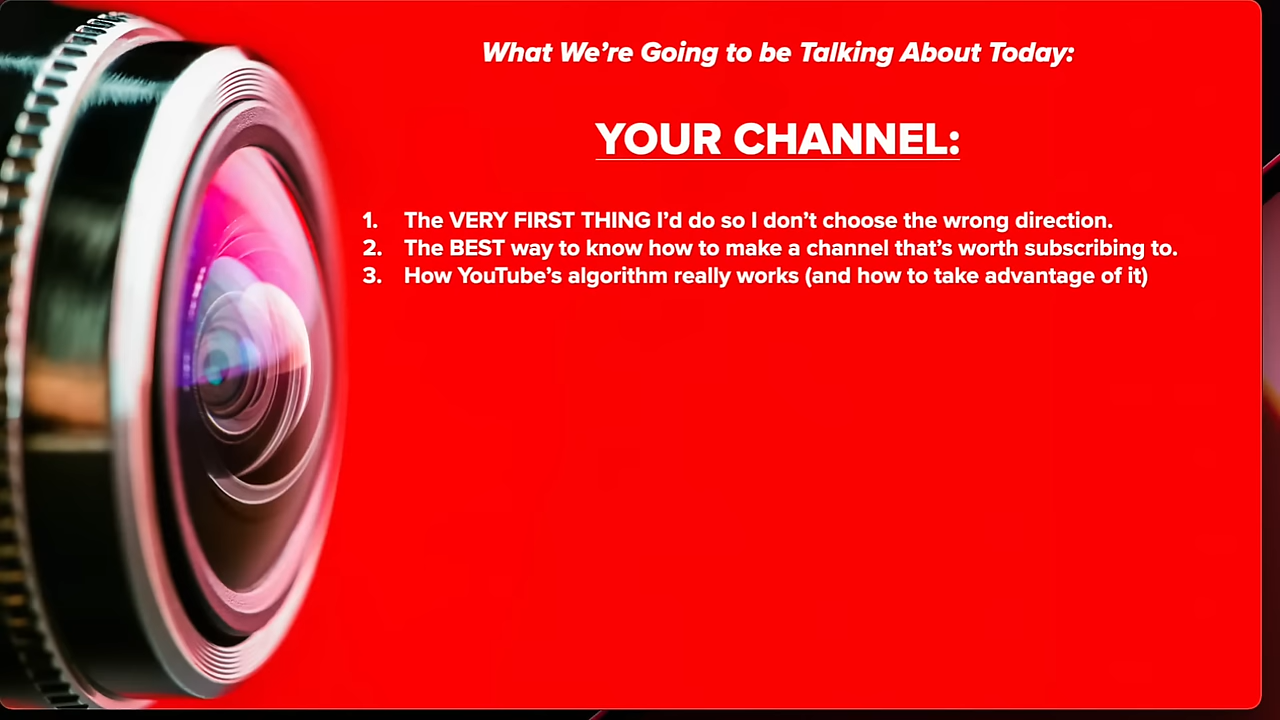 What We’re Going to be Talking About Today:
YOUR CHANNEL:
1. The VERY FIRST THING I’d do so I don’t choose the wrong direction.
2. The BEST way to know how to make a channel that’s worth subscribing to.
3. How YouTube’s algorithm really works (and how to take advantage of it)